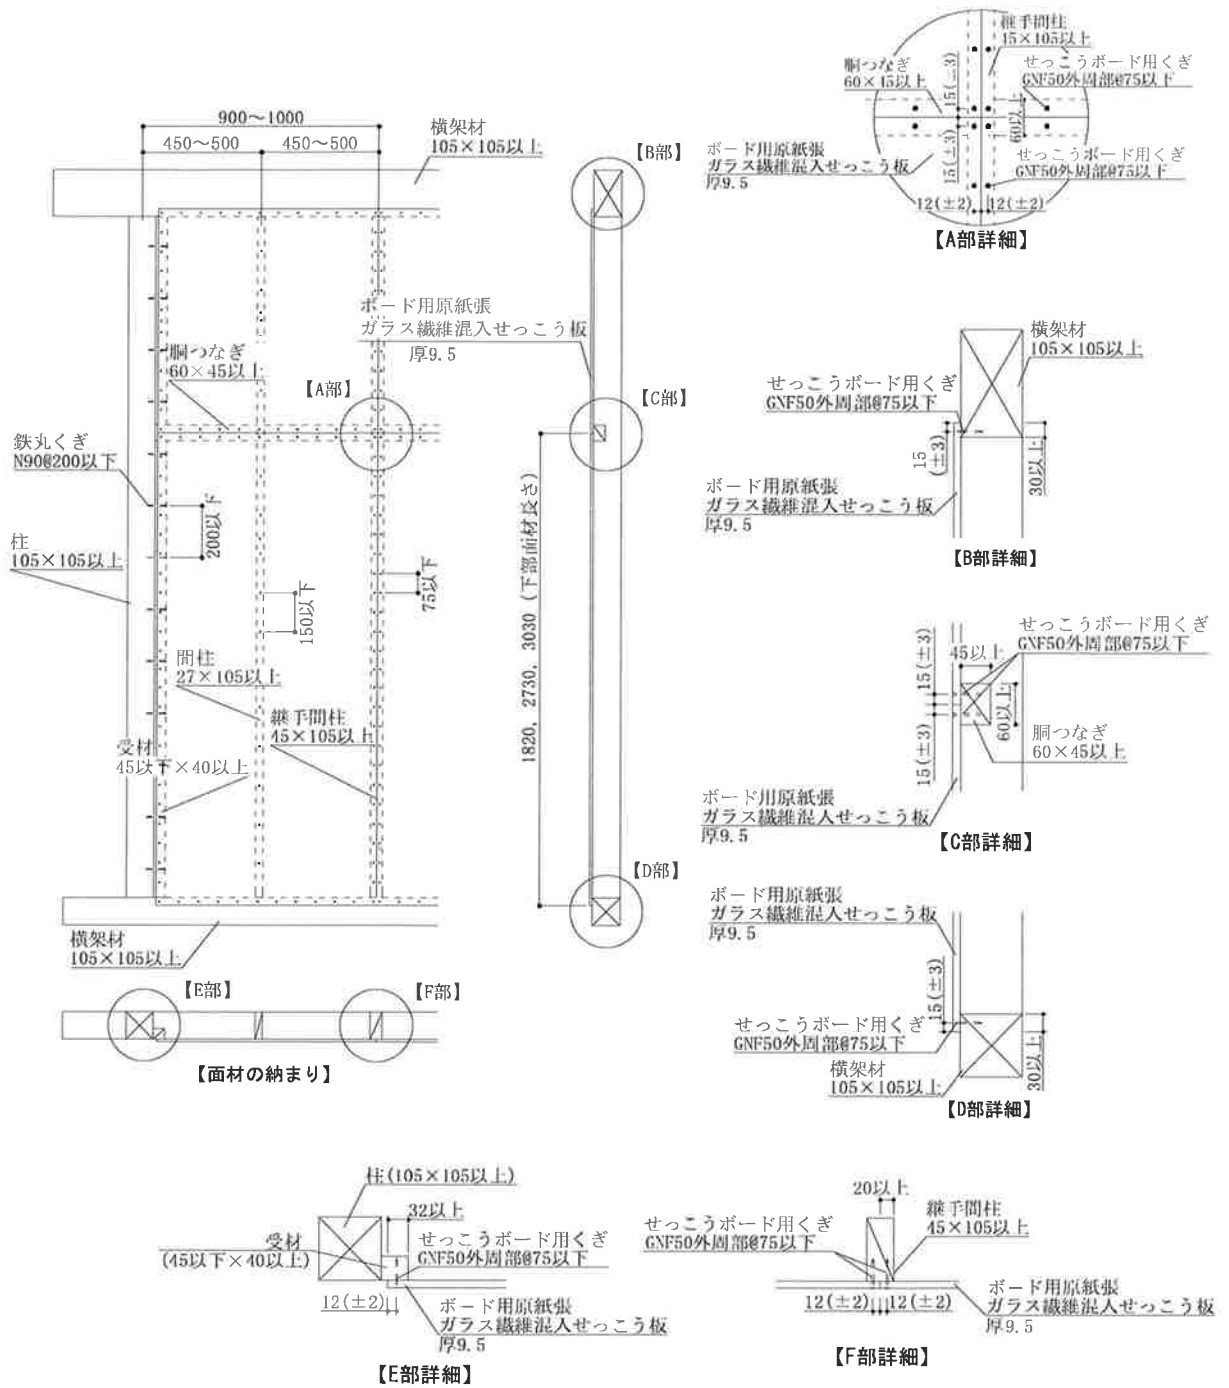 900～1000
450～500
450～500
横架材
105×105以上
ボード用原紙張
ガラス繊維混入せっこう板
厚9.5
胴つなぎ
60×45以上
【A部】
鉄丸くぎ
N90@200以下
200以下
柱
105×105以上
150以下
75以下
間柱
27×105以上
継手間柱
45×105以上
受材
45以下×40以上
横架材
105×105以上
【B部】
【C部】
1820, 2730, 3030 (下部面材長さ)
【D部】
【E部】
【F部】
【面材の納まり】
継手間柱
45×105以上
胴つなぎ
60×45以上
せっこうボード用くぎ
GNF50外周部@75以下
15(±3)
60以上
ボード用原紙張
ガラス繊維混入せっこう板
厚9.5
15(±3)
せっこうボード用くぎ
GNF50外周部@75以下
12(±2)
12(±2)
【A部詳細】
横架材
105×105以上
せっこうボード用くぎ
GNF50外周部@75以下
15
(±3)
30以上
ボード用原紙張
ガラス繊維混入せっこう板
厚9.5
【B部詳細】
せっこうボード用くぎ
GNF50外周部@75以下
45以上
15(±3)
60以上
15(±3)
胴つなぎ
60×45以上
ボード用原紙張
ガラス繊維混入せっこう板
厚9.5
【C部詳細】
ボード用原紙張
ガラス繊維混入せっこう板
厚9.5
15(±3)
せっこうボード用くぎ
GNF50外周部@75以下
横架材
105×105以上
30以上
【D部詳細】
柱(105×105以上)
32以上
受材
(45以下×40以上)
せっこうボード用くぎ
GNF50外周部@75以下
12(±2)
ボード用原紙張
ガラス繊維混入せっこう板
厚9.5
【E部詳細】
20以上
せっこうボード用くぎ
GNF50外周部@75以下
継手間柱
45×105以上
12(±2)
12(±2)
ボード用原紙張
ガラス繊維混入せっこう板
厚9.5
【F部詳細】